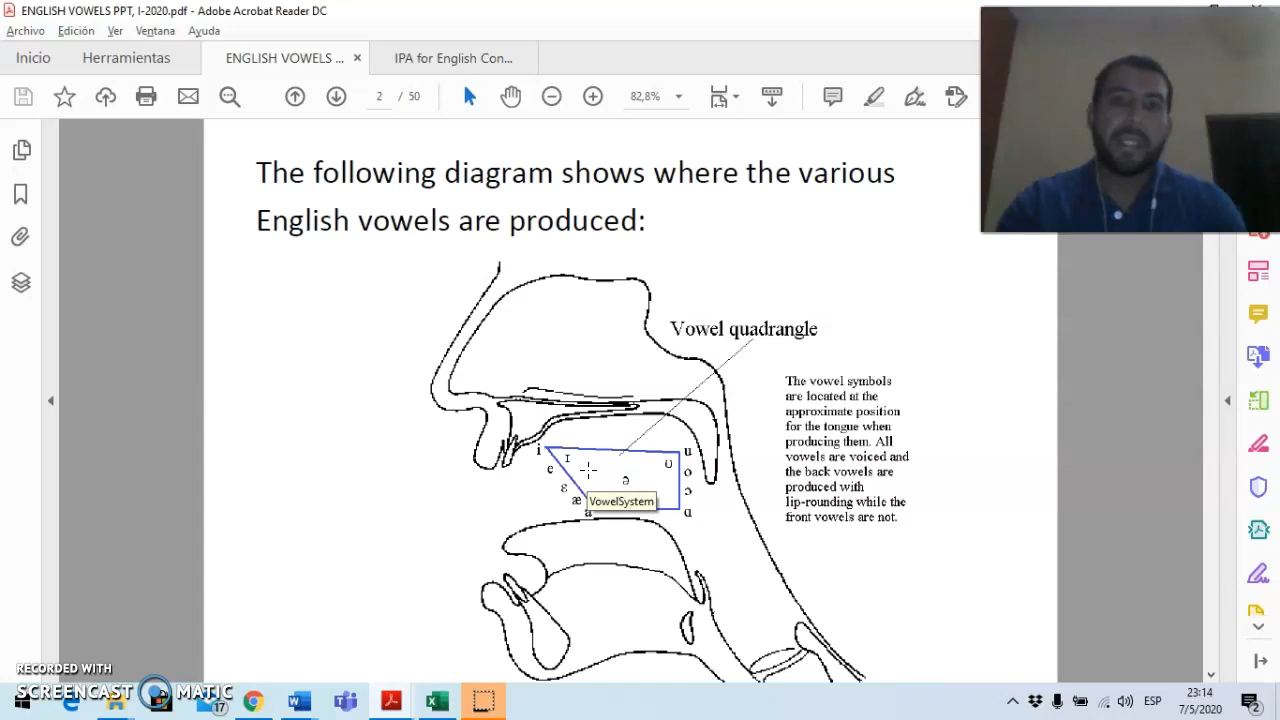 ENGLISH VOWELS PPT, I-2020.pdf - Adobe Acrobat Reader DC
Archivo Edición Ver Ventana Ayuda
Inicio Herramientas ENGLISH VOWELS ... × IPA for English Con...
2 / 50 82,8%
The following diagram shows where the various
English vowels are produced:
Vowel quadrangle
The vowel symbols
are located at the
approximate position
for the tongue when
producing them. All
vowels are voiced and
the back vowels are
produced with
lip-rounding while the
front vowels are not.
i ɪ ʊ u
e ə o
ɛ ɔ
æ VowelSystem
a ɑ
RECORDED WITH
SCREENCAST MATIC
17
ESP
23:14
7/5/2020
2